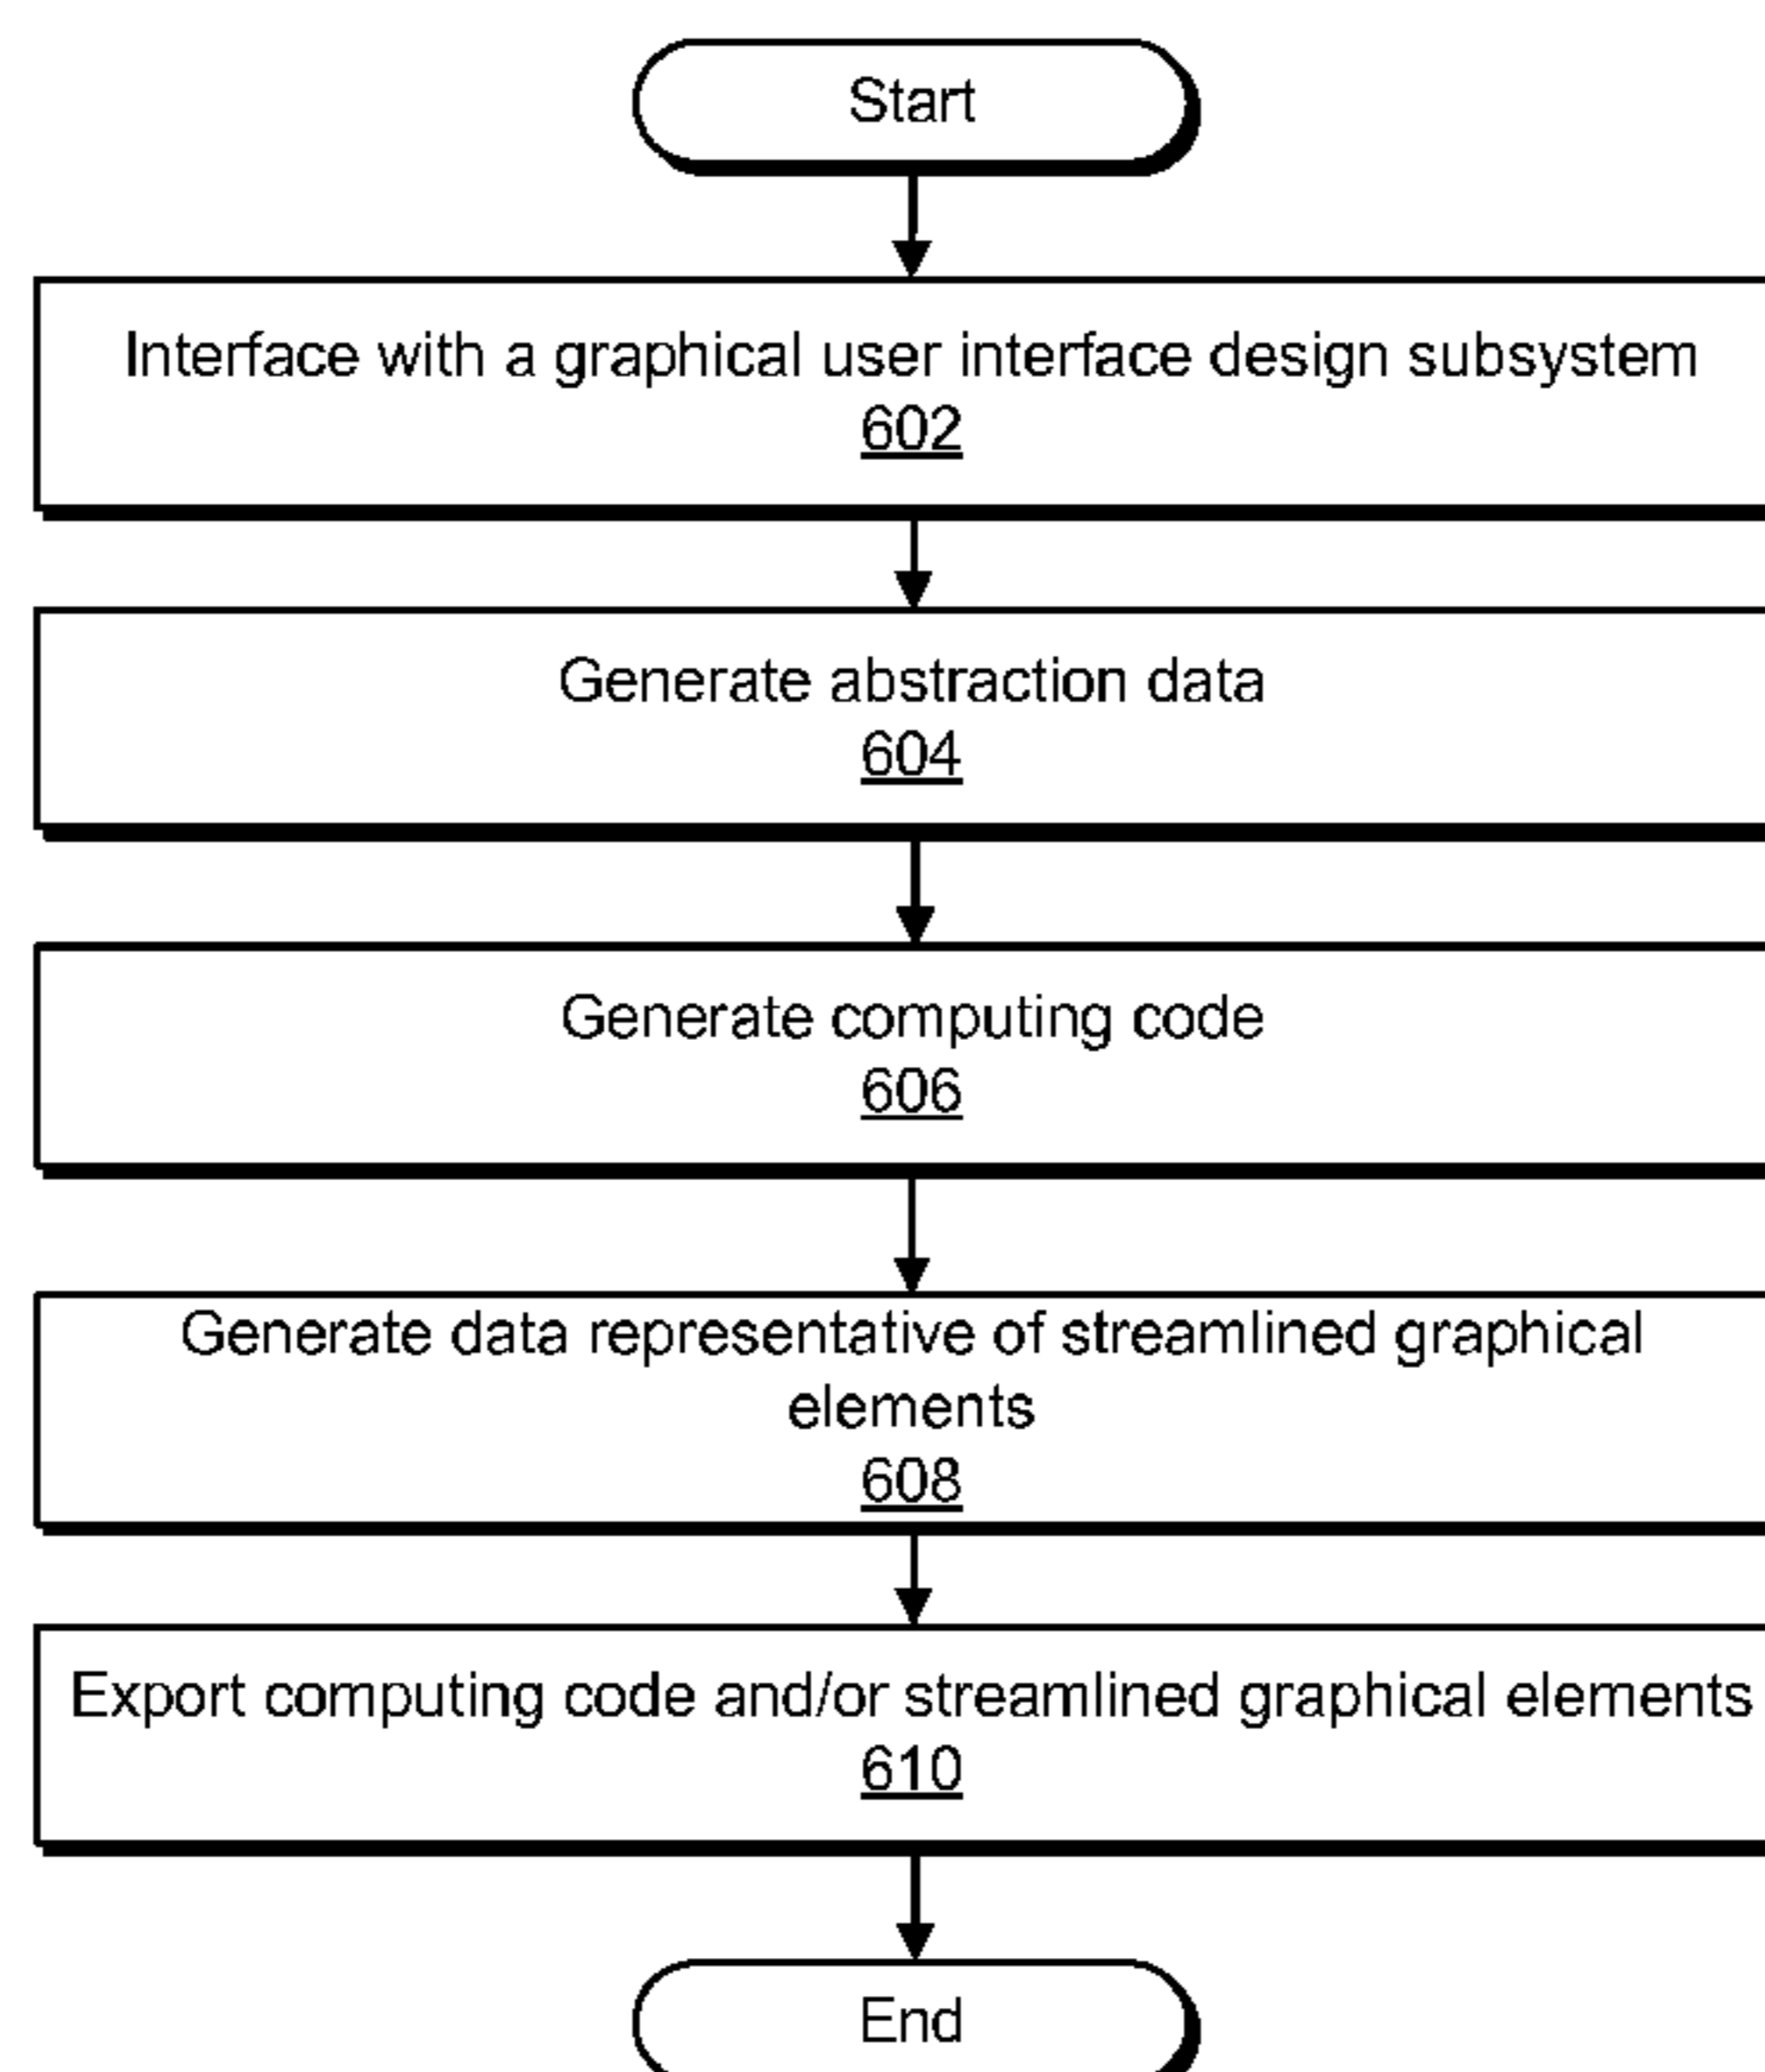 Start
Interface with a graphical user interface design subsystem
602
Generate abstraction data
604
Generate computing code
606
Generate data representative of streamlined graphical
elements
608
Export computing code and/or streamlined graphical elements
610
End